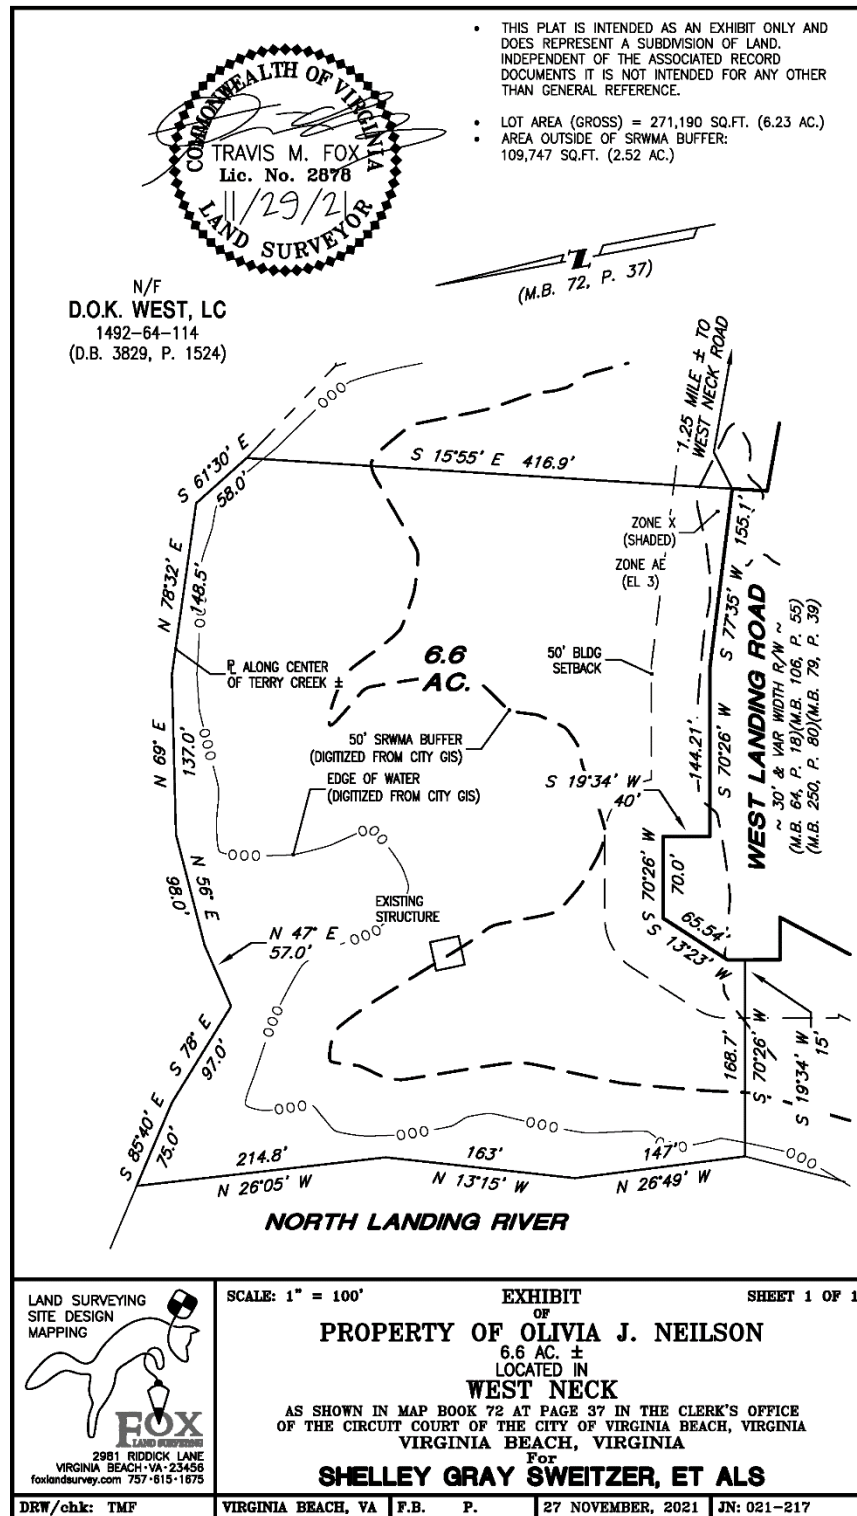 • THIS PLAT IS INTENDED AS AN EXHIBIT ONLY AND
DOES REPRESENT A SUBDIVISION OF LAND.
INDEPENDENT OF THE ASSOCIATED RECORD
DOCUMENTS IT IS NOT INTENDED FOR ANY OTHER
THAN GENERAL REFERENCE.
• LOT AREA (GROSS) = 271,190 SQ.FT. (6.23 AC.)
• AREA OUTSIDE OF SRWMA BUFFER:
109,747 SQ.FT. (2.52 AC.)
COMMONWEALTH OF VIRGINIA
TRAVIS M. FOX
Lic. No. 2878
11/29/21
LAND SURVEYOR
N
(M.B. 72, P. 37)
N/F
D.O.K. WEST, LC
1492-64-114
(D.B. 3829, P. 1524)
1.25 MILE ± TO
WEST NECK ROAD
S 61°30' E
58.0'
S 15°55' E 416.9'
ZONE X
(SHADED)
ZONE AE
(EL 3)
155.1'
S 77°35' W
N 78°32' E
148.5'
PL ALONG CENTER
OF TERRY CREEK ±
6.6
AC.
50' BLDG
SETBACK
WEST LANDING ROAD
~ 30' & VAR WIDTH R/W ~
(M.B. 64, P. 18)(M.B. 106, P. 55)
(M.B. 250, P. 80)(M.B. 79, P. 39)
144.21'
S 70°26' W
N 69° E
137.0'
50' SRWMA BUFFER
(DIGITIZED FROM CITY GIS)
EDGE OF WATER
(DIGITIZED FROM CITY GIS)
S 19°34' W
40'
S 70°26' W
70.0'
65.54'
S 13°23' W
N 56° E
98.0'
EXISTING
STRUCTURE
N 47° E
57.0'
S 78° E
97.0'
S 85°40' E
75.0'
168.7'
S 70°26' W
S 19°34' W
15'
214.8'
N 26°05' W
163'
N 13°15' W
147'
N 26°49' W
NORTH LANDING RIVER
LAND SURVEYING
SITE DESIGN
MAPPING
FOX
LAND SURVEYING
2981 RIDDICK LANE
VIRGINIA BEACH·VA·23456
foxlandsurvey.com 757·615·1675
SCALE: 1" = 100'
EXHIBIT
SHEET 1 OF 1
OF
PROPERTY OF OLIVIA J. NEILSON
6.6 AC. ±
LOCATED IN
WEST NECK
AS SHOWN IN MAP BOOK 72 AT PAGE 37 IN THE CLERK'S OFFICE
OF THE CIRCUIT COURT OF THE CITY OF VIRGINIA BEACH, VIRGINIA
VIRGINIA BEACH, VIRGINIA
For
SHELLEY GRAY SWEITZER, ET ALS
DRW/chk: TMF
VIRGINIA BEACH, VA
F.B. P.
27 NOVEMBER, 2021
JN: 021-217